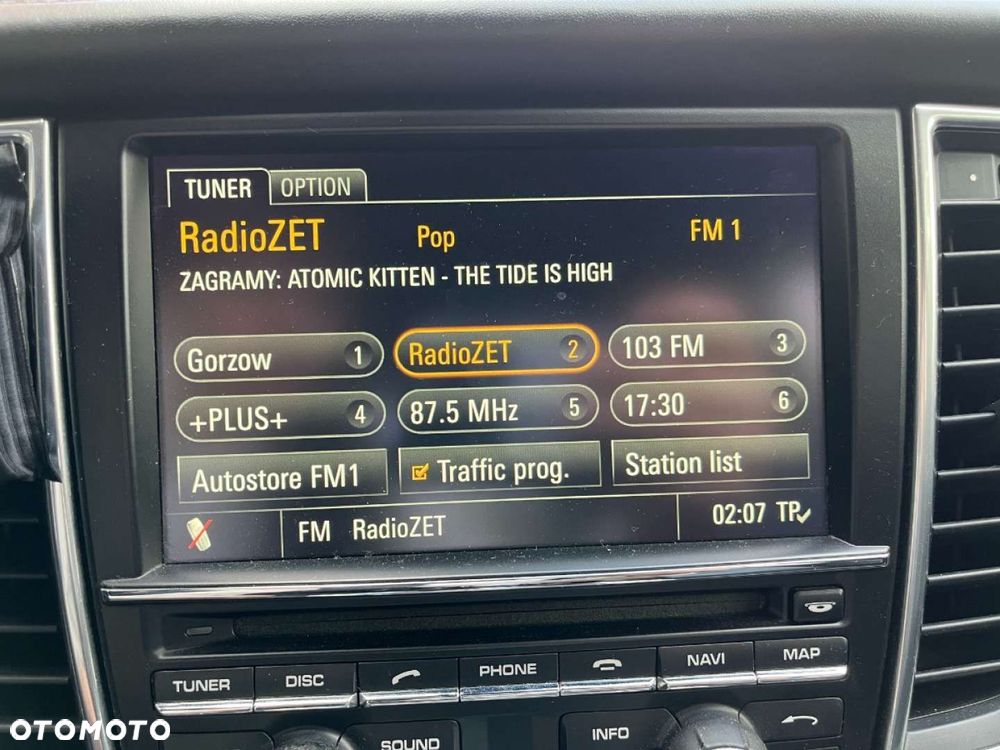 TUNER OPTION
RadioZET Pop FM 1
ZAGRAMY: ATOMIC KITTEN - THE TIDE IS HIGH
Gorzow 1 RadioZET 2 103 FM 3
+PLUS+ 4 87.5 MHz 5 17:30 6
Autostore FM1 Traffic prog. Station list
FM RadioZET 02:07 TP
TUNER DISC PHONE NAVI MAP
SOUND INFO
OTOMOTO